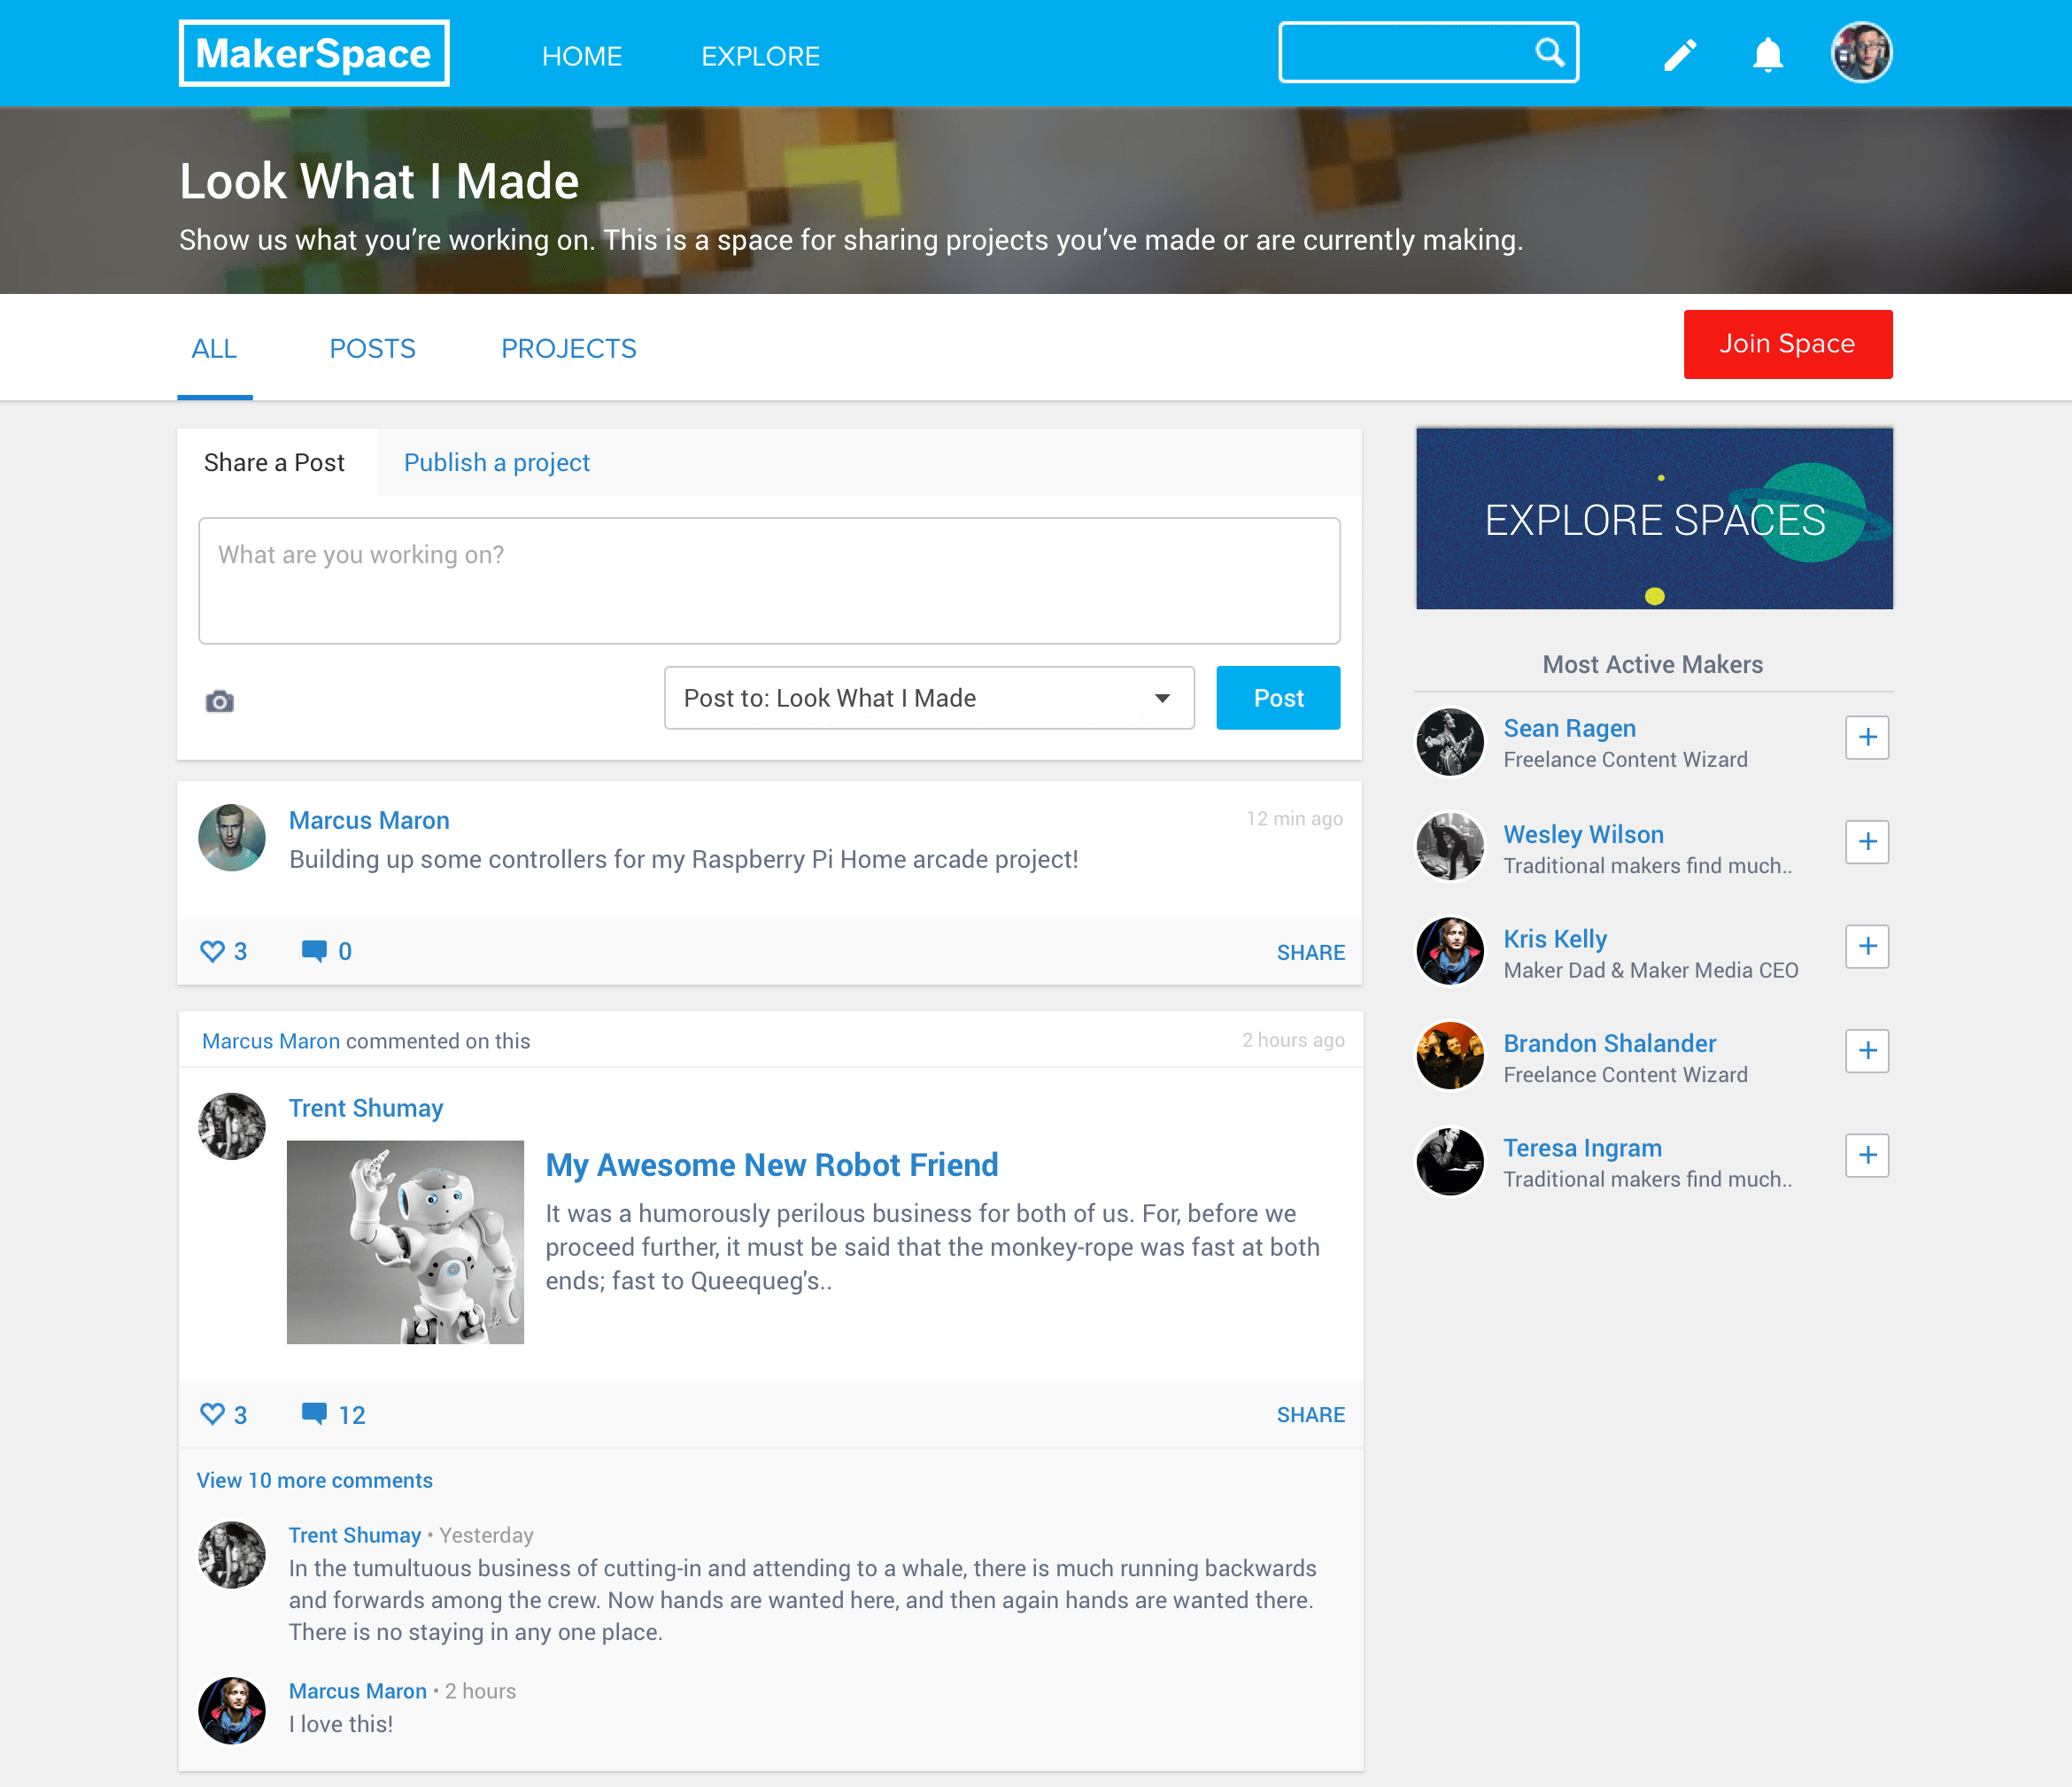 MakerSpace
HOME
EXPLORE
Look What I Made
Show us what you’re working on. This is a space for sharing projects you’ve made or are currently making.
ALL
POSTS
PROJECTS
Join Space
Share a Post
Publish a project
What are you working on?
Post to: Look What I Made
Post
Marcus Maron
12 min ago
Building up some controllers for my Raspberry Pi Home arcade project!
3
0
SHARE
Marcus Maron commented on this
2 hours ago
Trent Shumay
My Awesome New Robot Friend
It was a humorously perilous business for both of us. For, before we
proceed further, it must be said that the monkey-rope was fast at both
ends; fast to Queequeg's..
3
12
SHARE
View 10 more comments
Trent Shumay • Yesterday
In the tumultuous business of cutting-in and attending to a whale, there is much running backwards
and forwards among the crew. Now hands are wanted here, and then again hands are wanted there.
There is no staying in any one place.
Marcus Maron • 2 hours
I love this!
EXPLORE SPACES
Most Active Makers
Sean Ragen
Freelance Content Wizard
Wesley Wilson
Traditional makers find much..
Kris Kelly
Maker Dad & Maker Media CEO
Brandon Shalander
Freelance Content Wizard
Teresa Ingram
Traditional makers find much..